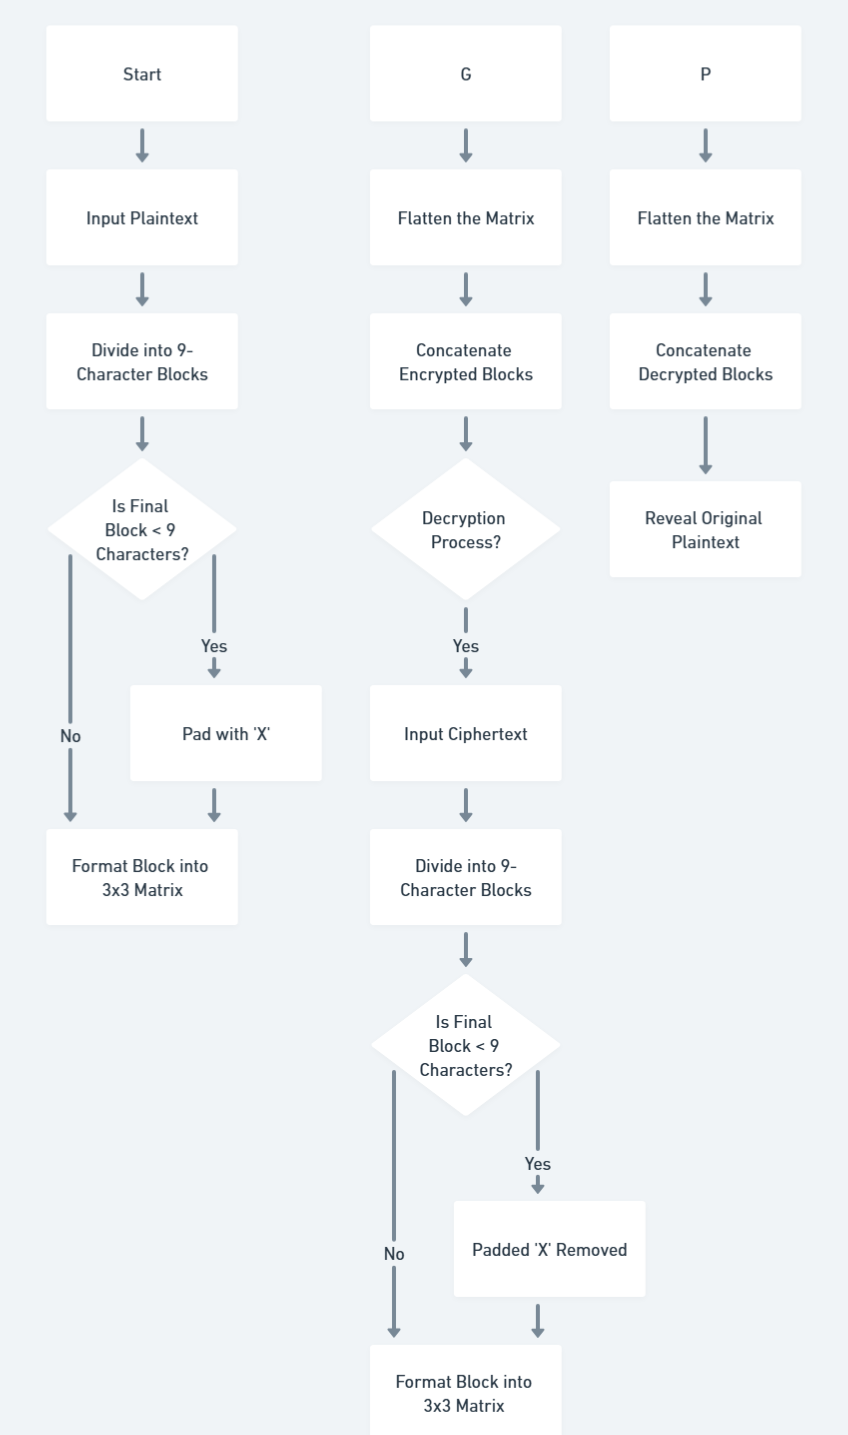 Start
Input Plaintext
Divide into 9-
Character Blocks
Is Final
Block < 9
Characters?
Yes
No
Pad with 'X'
Format Block into
3x3 Matrix
G
Flatten the Matrix
Concatenate
Encrypted Blocks
Decryption
Process?
Yes
Input Ciphertext
Divide into 9-
Character Blocks
Is Final
Block < 9
Characters?
Yes
No
Padded 'X' Removed
Format Block into
3x3 Matrix
P
Flatten the Matrix
Concatenate
Decrypted Blocks
Reveal Original
Plaintext